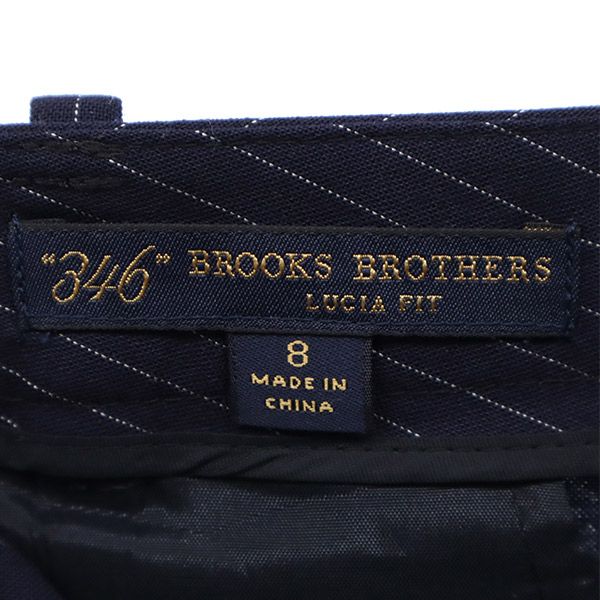 "346" BROOKS BROTHERS
LUCIA FIT
8
MADE IN
CHINA